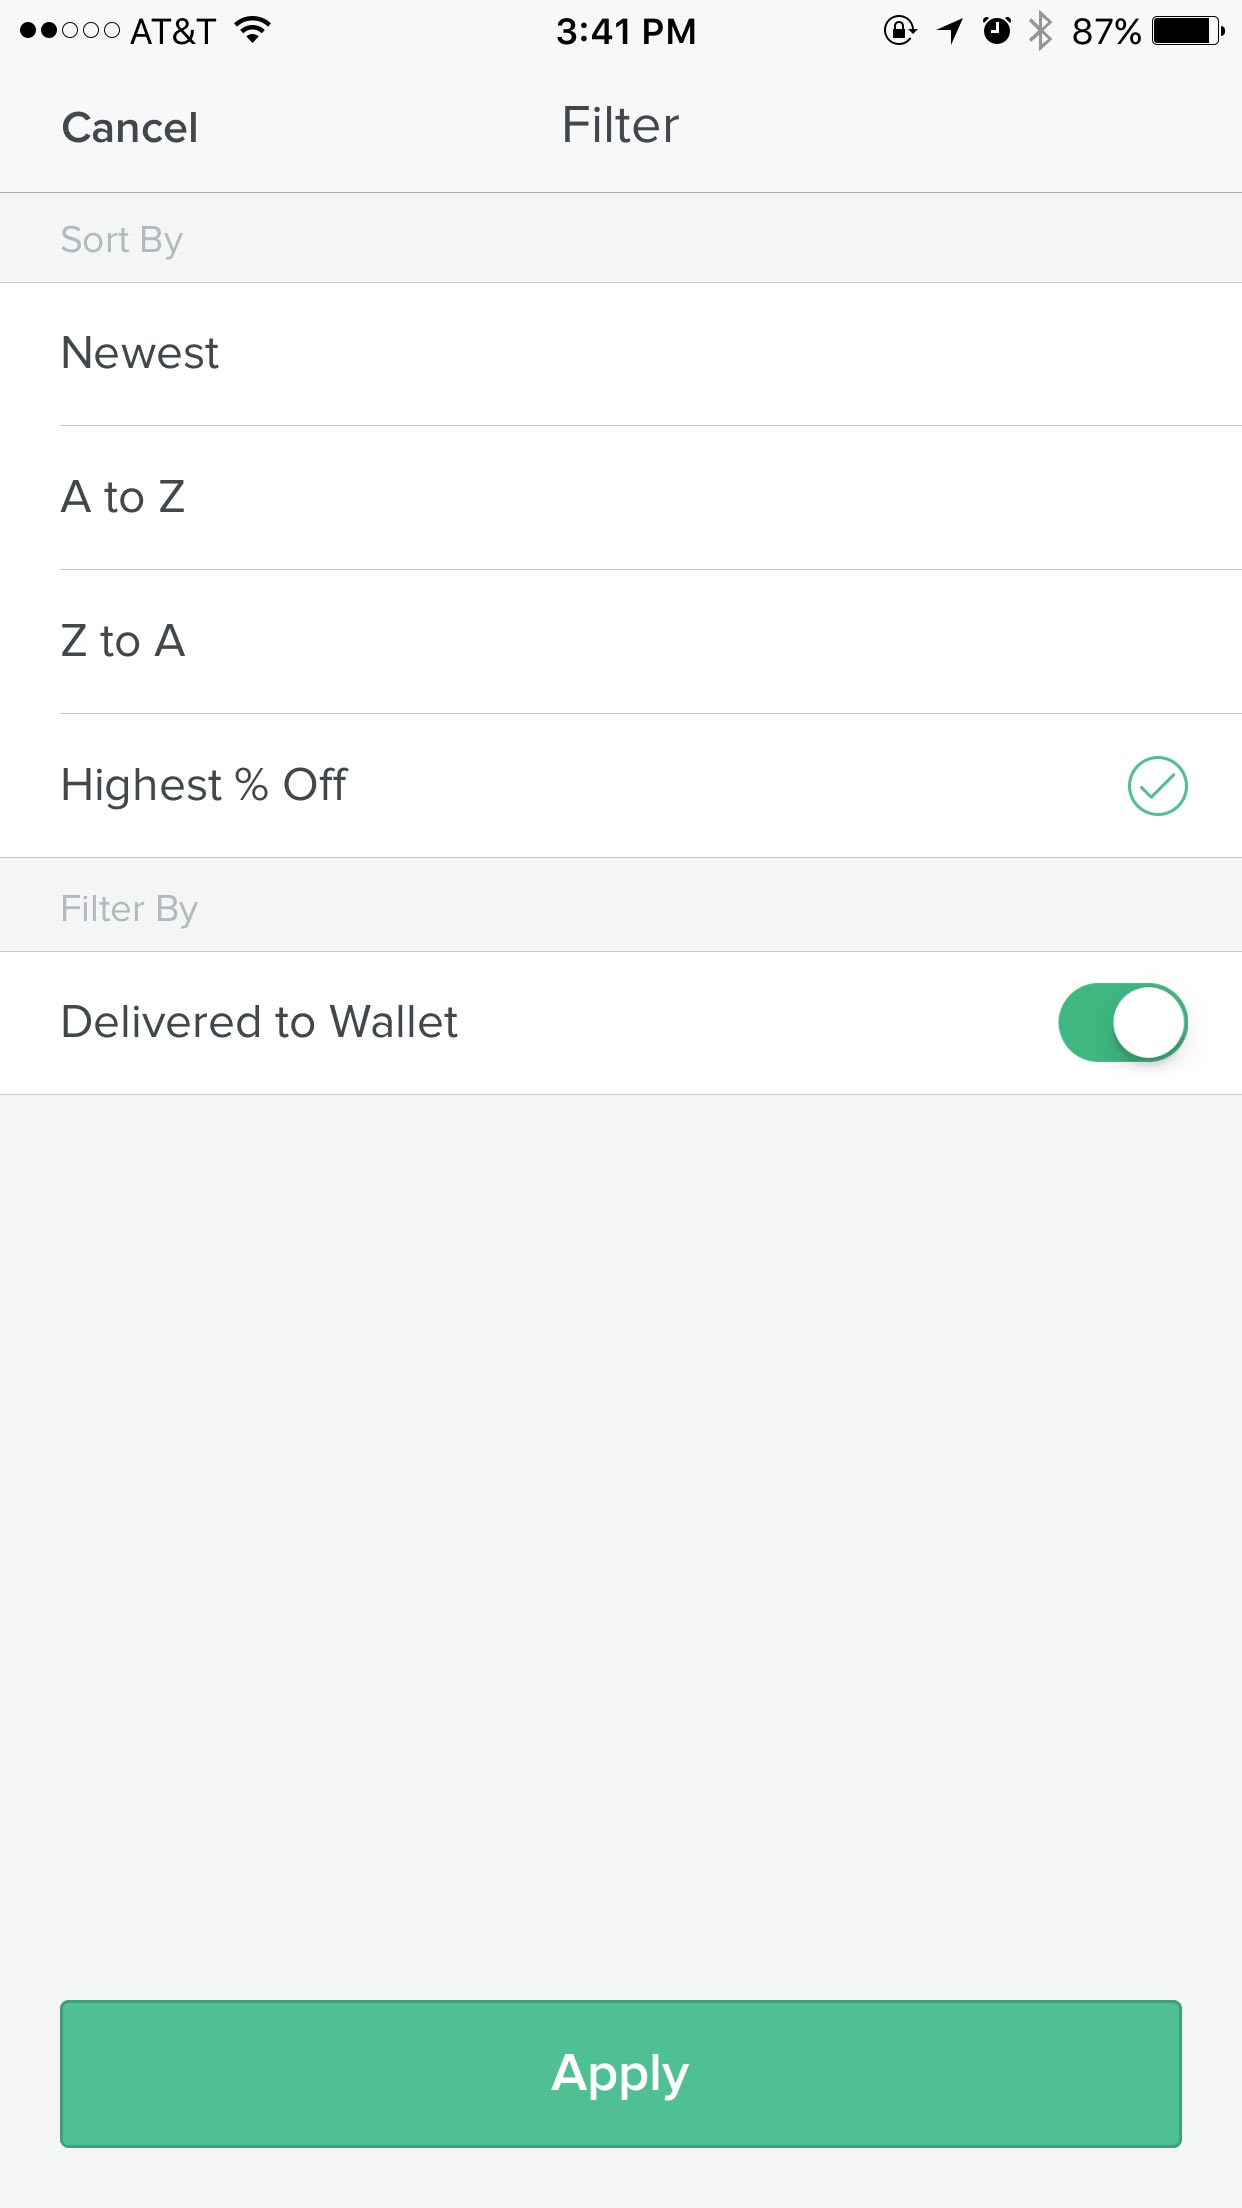 AT&T 3:41 PM 87%
Cancel Filter
Sort By
Newest
A to Z
Z to A
Highest % Off
Filter By
Delivered to Wallet
Apply